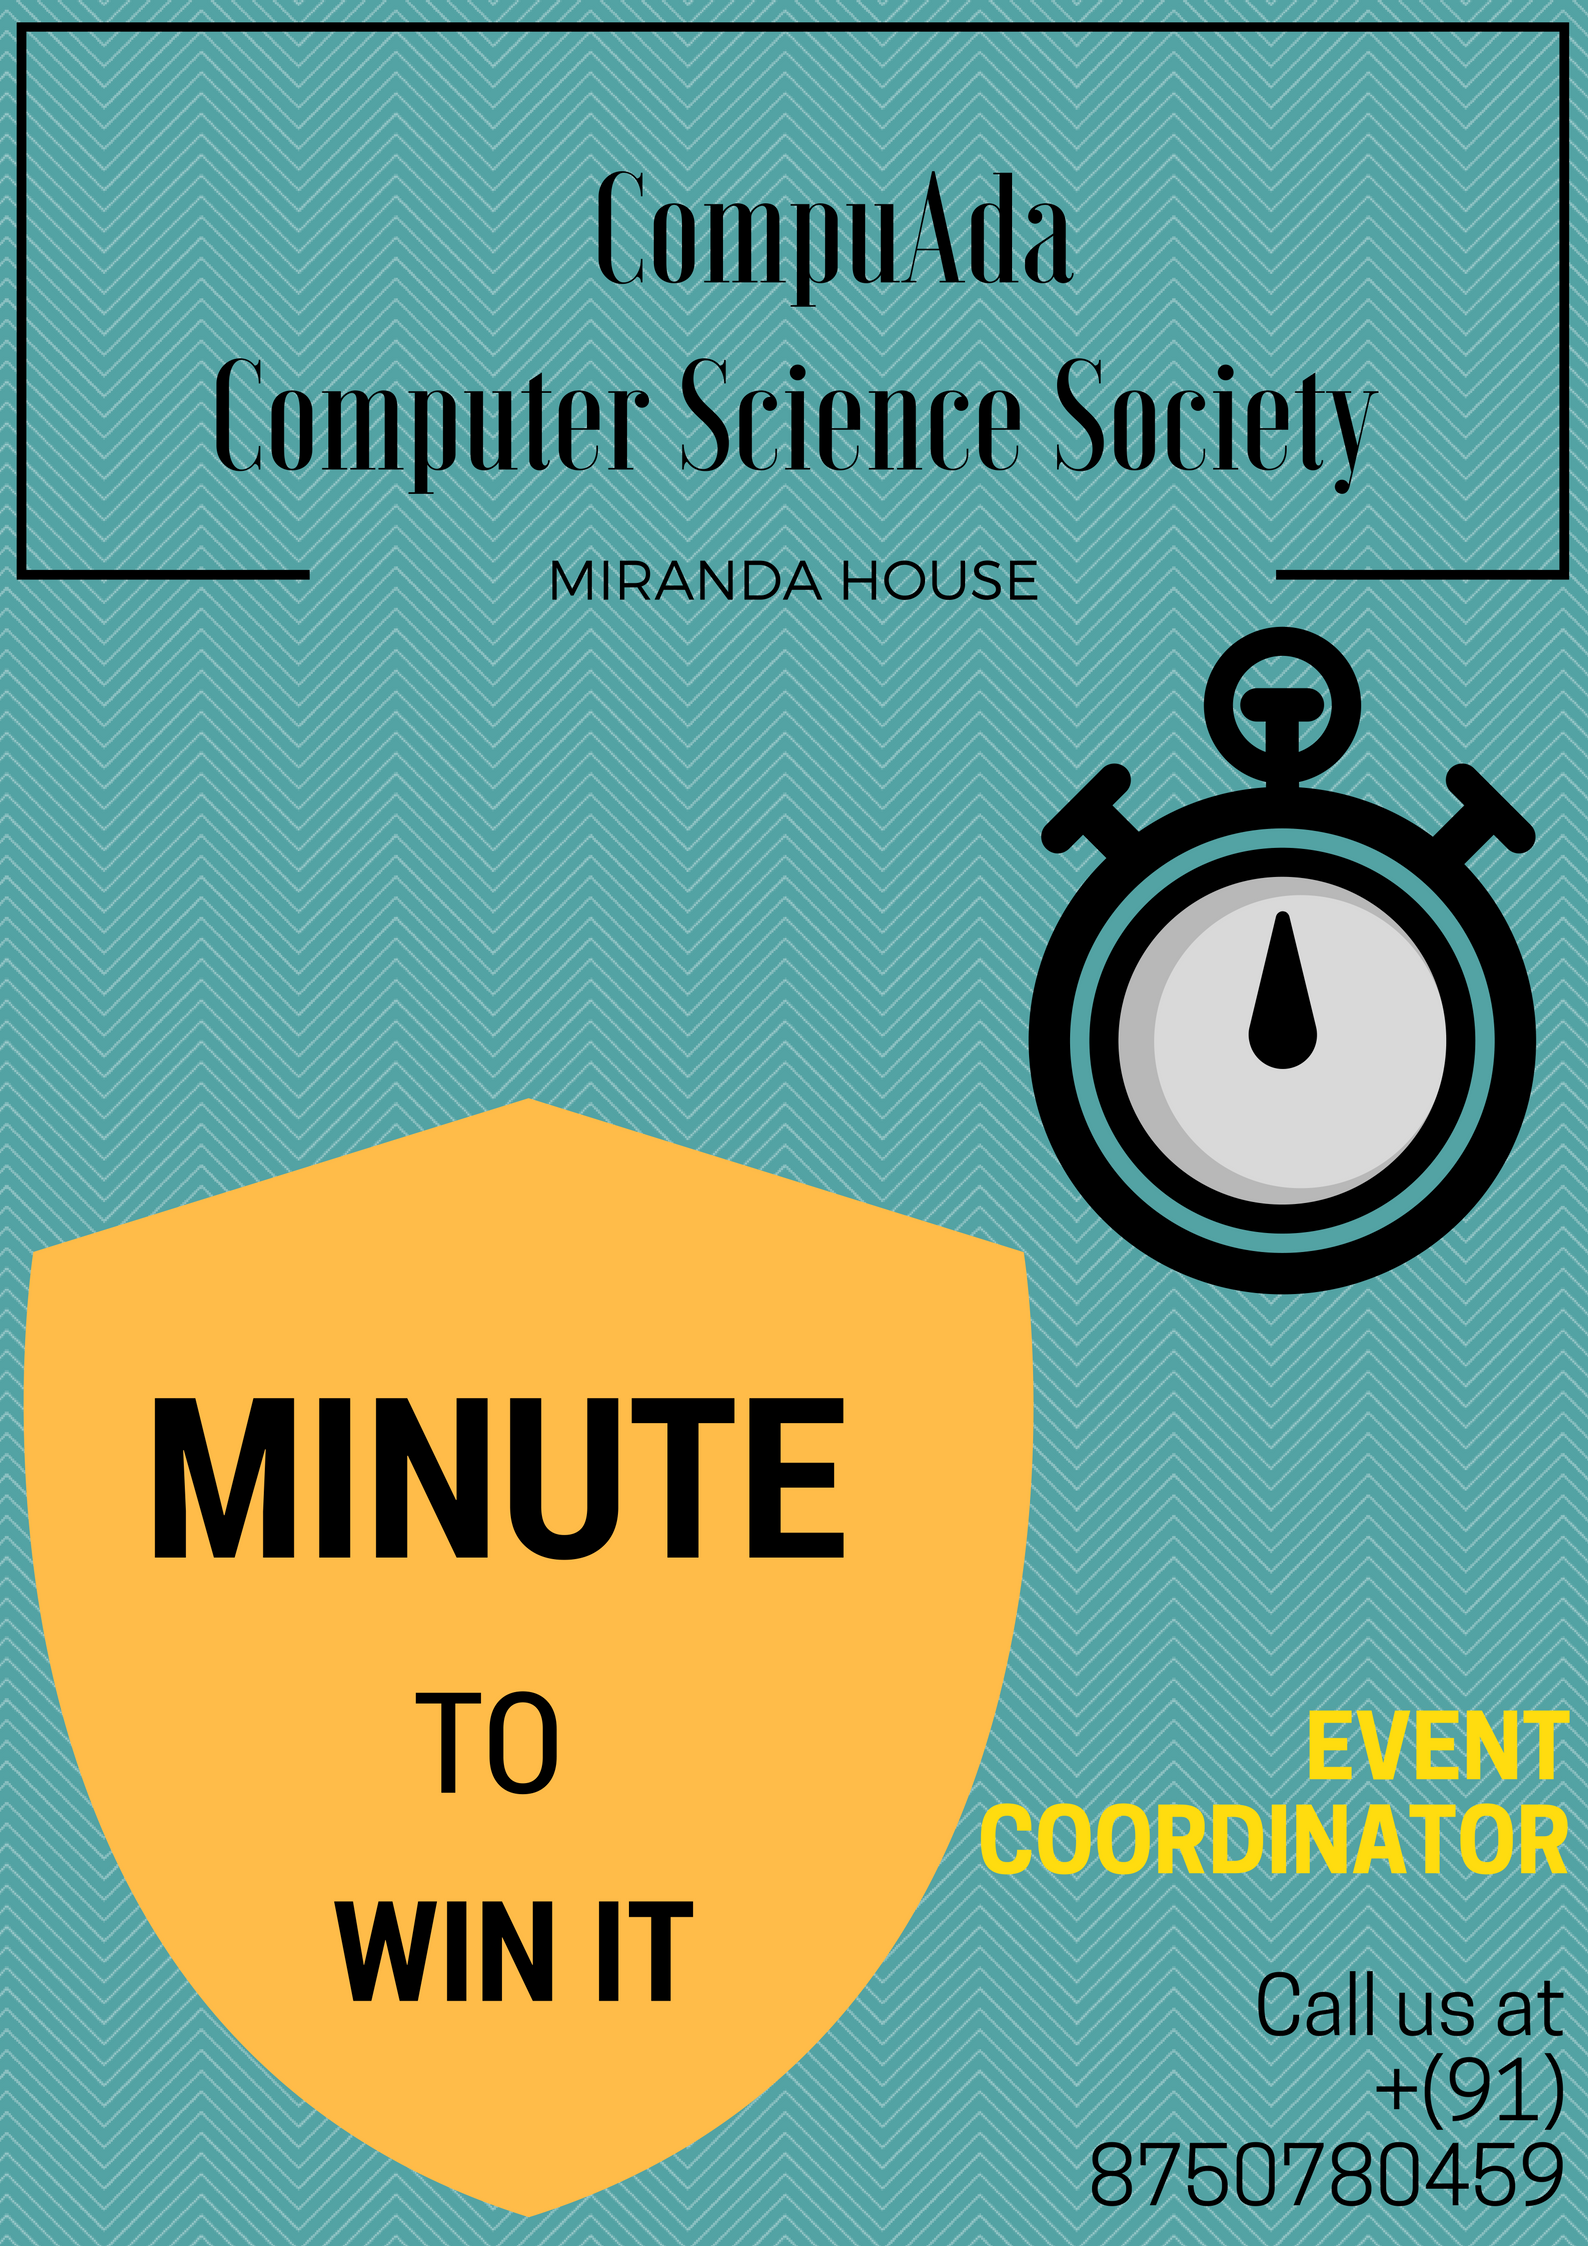 CompuAda
Computer Science Society
MIRANDA HOUSE
MINUTE
TO
WIN IT
EVENT
COORDINATOR
Call us at
+(91)
8750780459